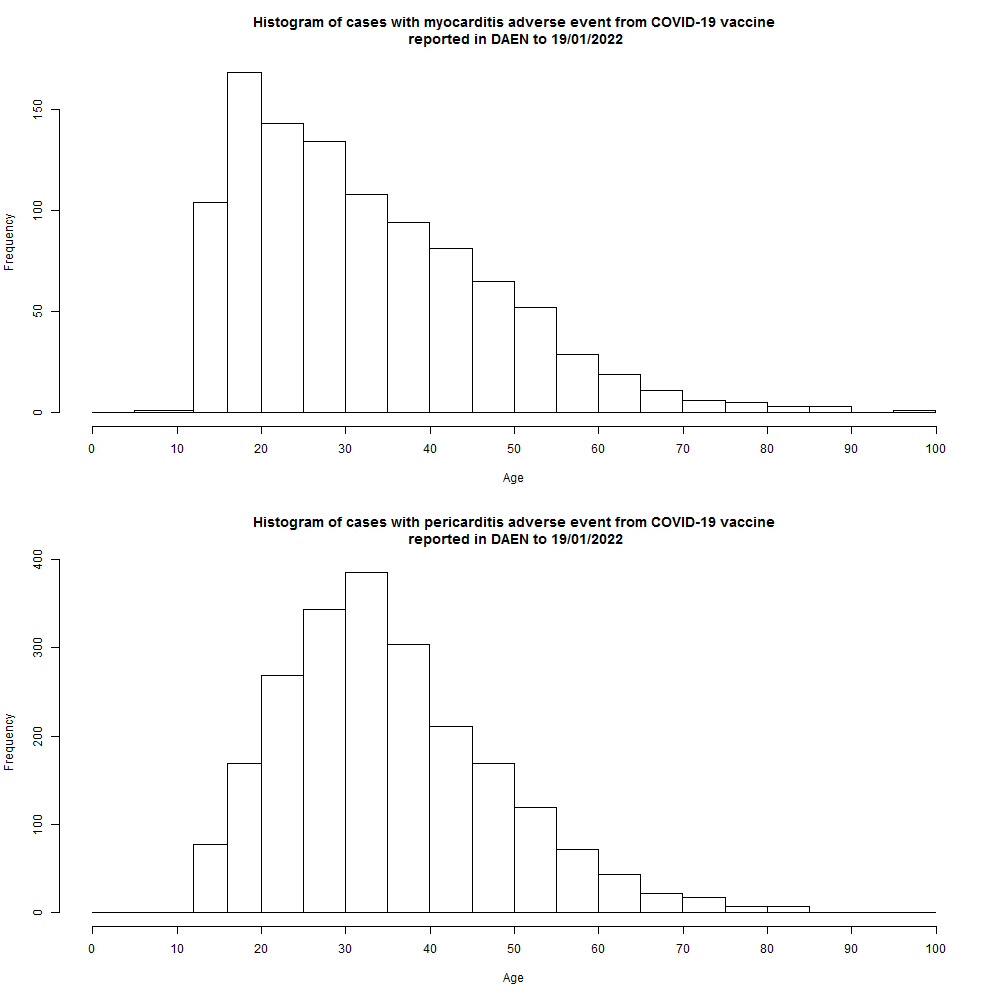 Histogram of cases with myocarditis adverse event from COVID-19 vaccine
reported in DAEN to 19/01/2022
Frequency
150
100
50
0
0 10 20 30 40 50 60 70 80 90 100
Age
Histogram of cases with pericarditis adverse event from COVID-19 vaccine
reported in DAEN to 19/01/2022
Frequency
400
300
200
100
0
0 10 20 30 40 50 60 70 80 90 100
Age